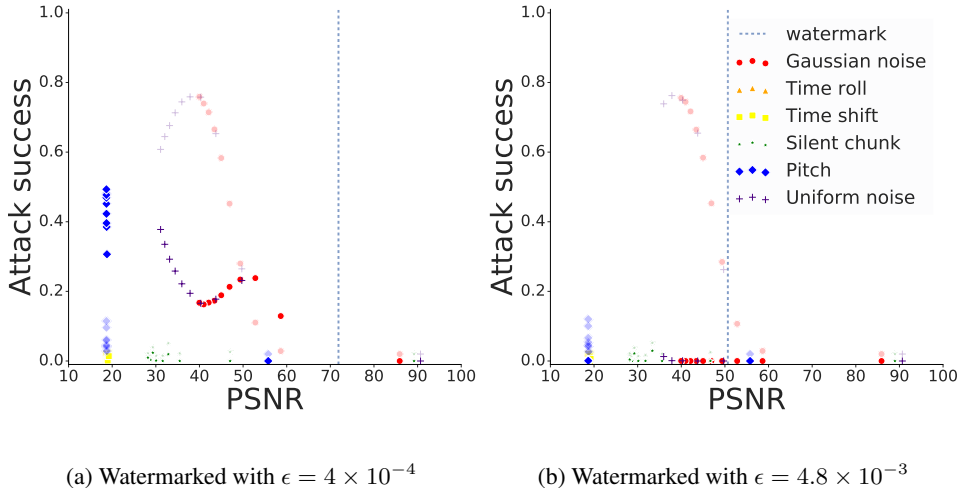 1.0
0.8
0.6
0.4
0.2
0.0
Attack success
10 20 30 40 50 60 70 80 90 100
PSNR
(a) Watermarked with ϵ = 4 × 10⁻⁴
1.0
0.8
0.6
0.4
0.2
0.0
Attack success
10 20 30 40 50 60 70 80 90 100
PSNR
watermark
Gaussian noise
Time roll
Time shift
Silent chunk
Pitch
Uniform noise
(b) Watermarked with ϵ = 4.8 × 10⁻³